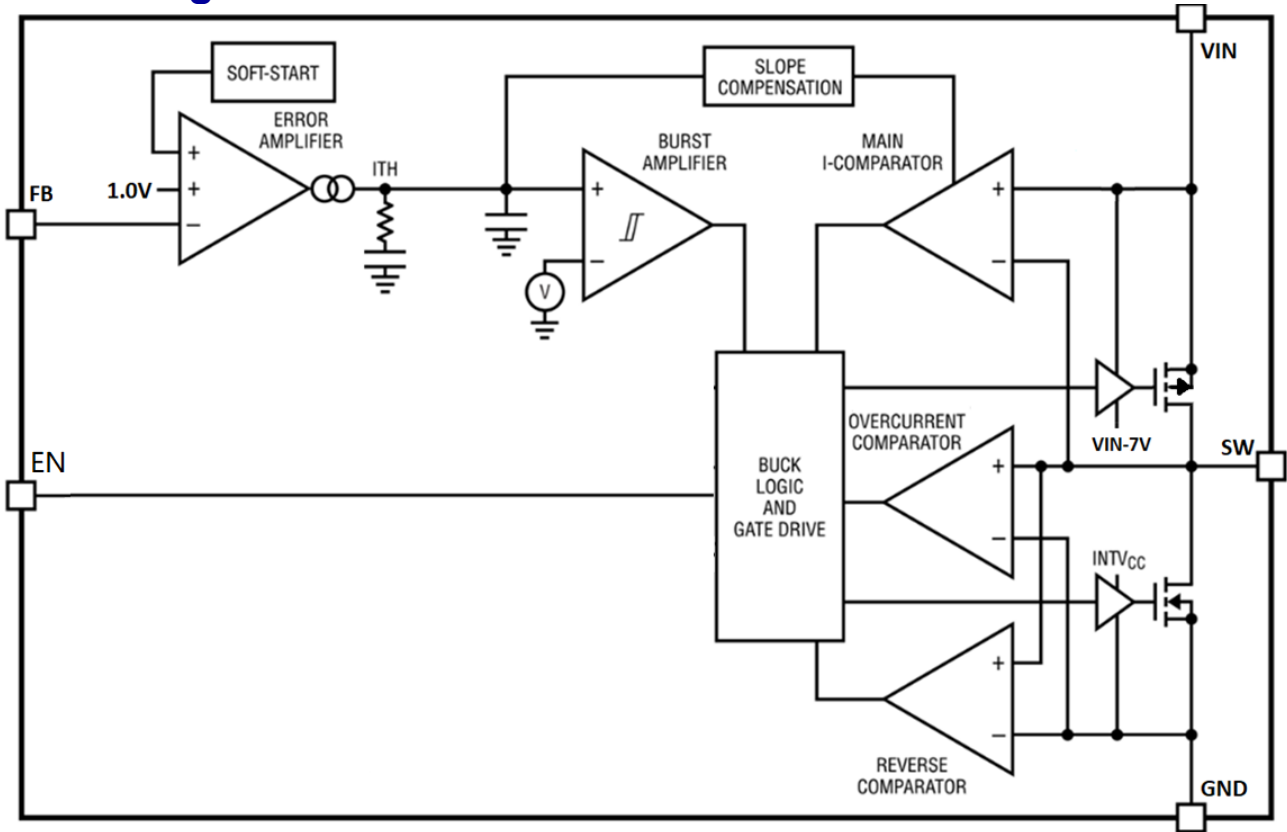 VIN
SOFT-START
SLOPE
COMPENSATION
ERROR
AMPLIFIER
BURST
AMPLIFIER
MAIN
I-COMPARATOR
ITH
FB
1.0V
+
+
−
+
−
V
+
−
VIN-7V
SW
EN
OVERCURRENT
COMPARATOR
+
−
BUCK
LOGIC
AND
GATE DRIVE
INTVCC
+
−
REVERSE
COMPARATOR
GND